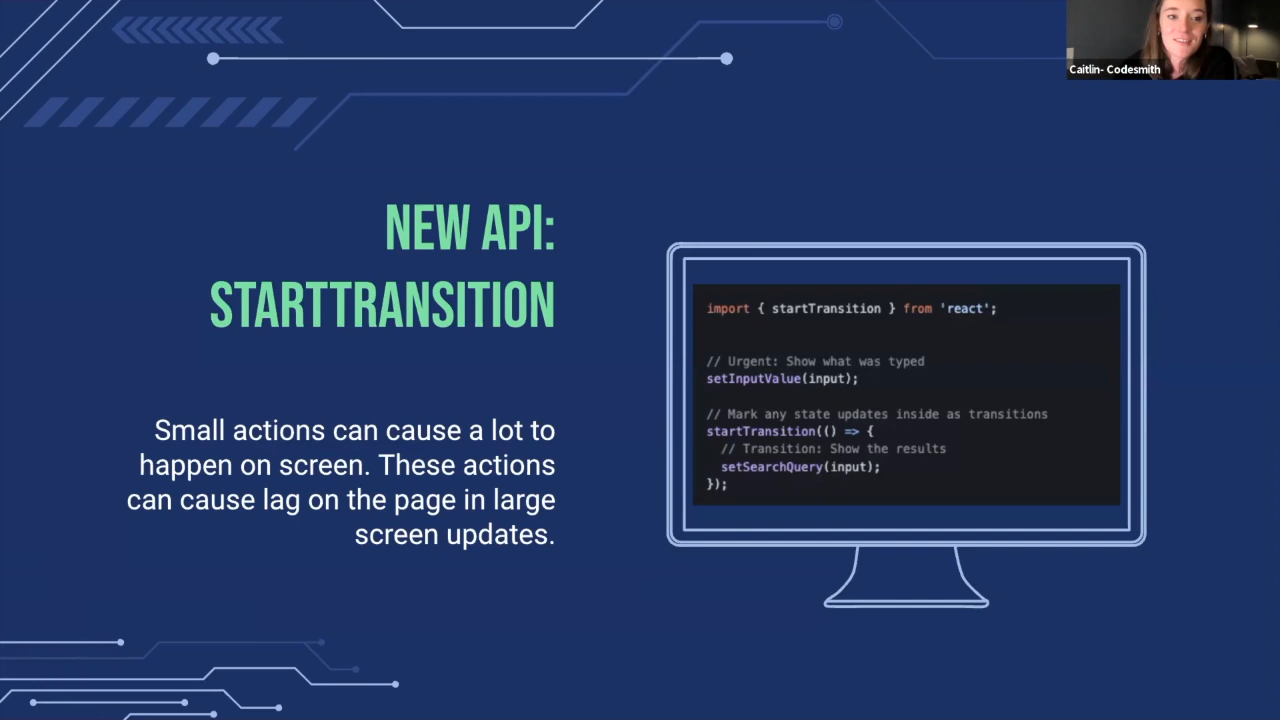 Caitlin- Codesmith
NEW API:
STARTTRANSITION
Small actions can cause a lot to
happen on screen. These actions
can cause lag on the page in large
screen updates.
import { startTransition } from 'react';
// Urgent: Show what was typed
setInputValue(input);
// Mark any state updates inside as transitions
startTransition(() => {
// Transition: Show the results
setSearchQuery(input);
});